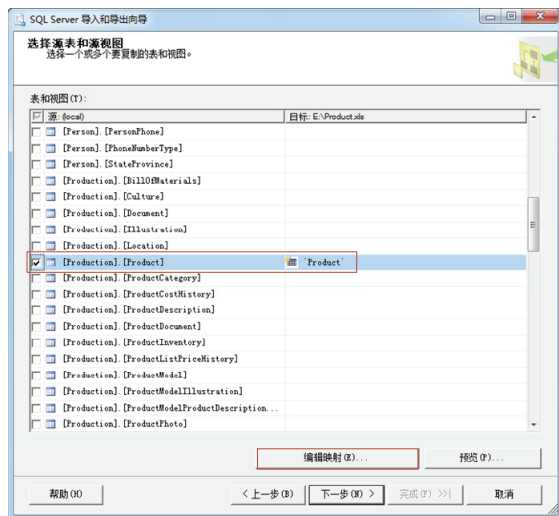 SQL Server 导入和导出向导
选择源表和源视图
选择一个或多个要复制的表和视图。
表和视图(T):
源: (local) 目标: E:\Product.xls
[Person].[PersonPhone]
[Person].[PhoneNumberType]
[Person].[StateProvince]
[Production].[BillOfMaterials]
[Production].[Culture]
[Production].[Document]
[Production].[Illustration]
[Production].[Location]
[Production].[Product] `Product`
[Production].[ProductCategory]
[Production].[ProductCostHistory]
[Production].[ProductDescription]
[Production].[ProductDocument]
[Production].[ProductInventory]
[Production].[ProductListPriceHistory]
[Production].[ProductModel]
[Production].[ProductModelIllustration]
[Production].[ProductModelProductDescription...
[Production].[ProductPhoto]
编辑映射(E)... 预览(P)...
帮助(H) < 上一步(B) 下一步(N) > 完成(F) >>| 取消